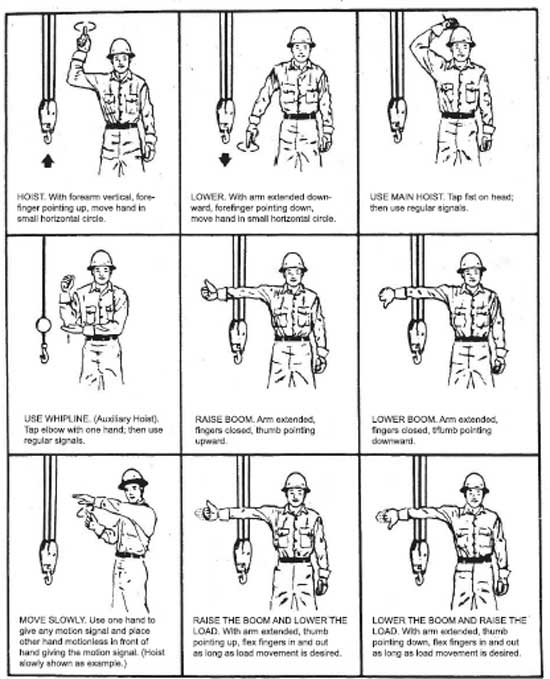 HOIST. With forearm vertical, fore-
finger pointing up, move hand in
small horizontal circle.
LOWER. With arm extended down-
ward, forefinger pointing down,
move hand in small horizontal circle.
USE MAIN HOIST. Tap fist on head;
then use regular signals.
USE WHIPLINE. (Auxiliary Hoist).
Tap elbow with one hand; then use
regular signals.
RAISE BOOM. Arm extended,
fingers closed, thumb pointing
upward.
LOWER BOOM. Arm extended,
fingers closed, thumb pointing
downward.
MOVE SLOWLY. Use one hand to
give any motion signal and place
other hand motionless in front of
hand giving the motion signal. (Hoist
slowly shown as example.)
RAISE THE BOOM AND LOWER THE
LOAD. With arm extended, thumb
pointing up, flex fingers in and out
as long as load movement is desired.
LOWER THE BOOM AND RAISE THE
LOAD. With arm extended, thumb
pointing down, flex fingers in and out
as long as load movement is desired.